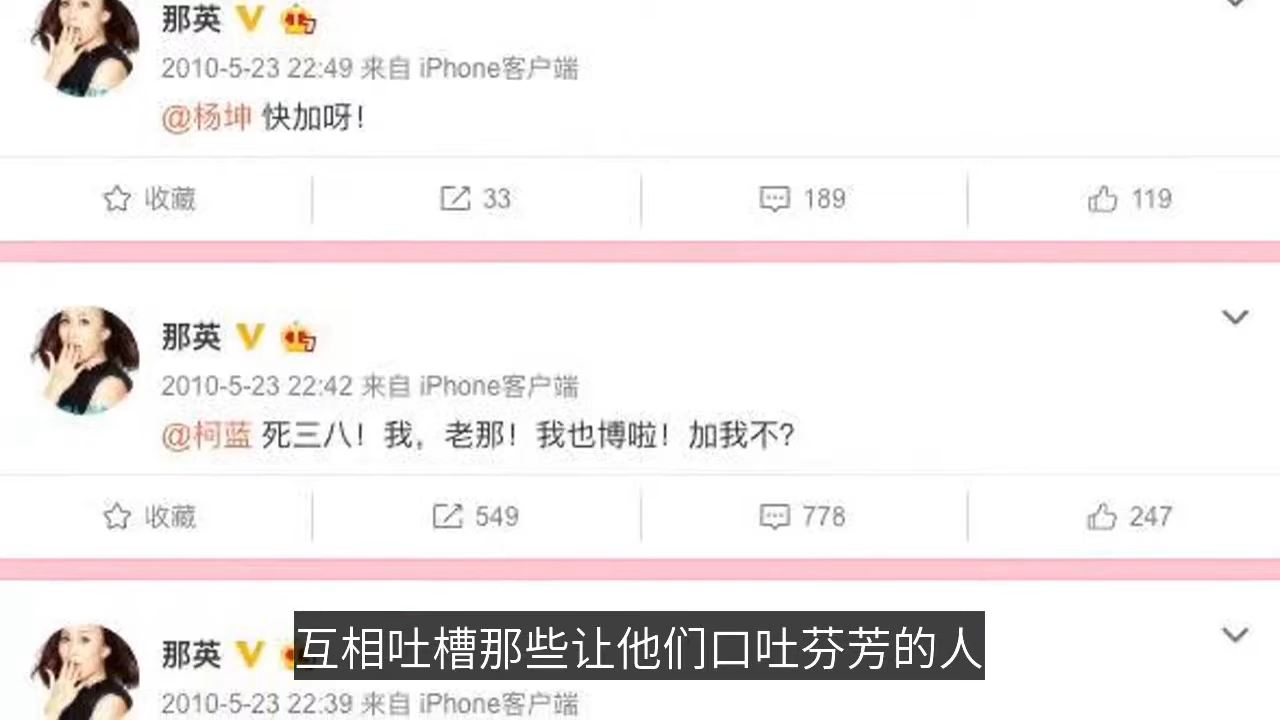 那英
2010-5-23 22:49 来自 iPhone客户端
@杨坤 快加呀！
收藏
33
189
119
那英
2010-5-23 22:42 来自 iPhone客户端
@柯蓝 死三八！我，老那！我也博啦！加我不？
收藏
549
778
247
那英
互相吐槽那些让他们口吐芬芳的人
2010-5-23 22:39 来自 iPhone客户端